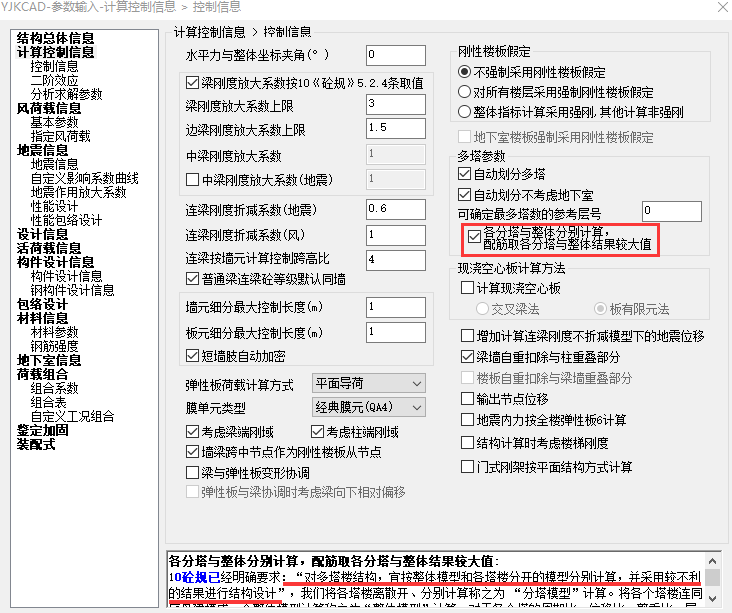 YJKCAD-参数输入-计算控制信息 > 控制信息
结构总体信息
计算控制信息
控制信息
二阶效应
分析求解参数
风荷载信息
基本参数
指定风荷载
地震信息
地震信息
自定义影响系数曲线
地震作用放大系数
性能设计
性能包络设计
设计信息
活荷载信息
构件设计信息
构件设计信息
钢构件设计信息
包络设计
材料信息
材料参数
钢筋强度
地下室信息
荷载组合
组合系数
组合表
自定义工况组合
鉴定加固
装配式
计算控制信息 > 控制信息
水平力与整体坐标夹角(°) 0
梁刚度放大系数按10《砼规》5.2.4条取值
梁刚度放大系数上限 3
边梁刚度放大系数上限 1.5
中梁刚度放大系数 1
中梁刚度放大系数(地震) 1
连梁刚度折减系数(地震) 0.6
连梁刚度折减系数(风) 1
连梁按墙元计算控制跨高比 4
普通梁连梁砼等级默认同墙
墙元细分最大控制长度(m) 1
板元细分最大控制长度(m) 1
短墙肢自动加密
弹性板荷载计算方式 平面导荷
膜单元类型 经典膜元(QA4)
考虑梁端刚域 考虑柱端刚域
墙梁跨中节点作为刚性楼板从节点
梁与弹性板变形协调
弹性板与梁协调时考虑梁向下相对偏移
刚性楼板假定
不强制采用刚性楼板假定
对所有楼层采用强制刚性楼板假定
整体指标计算采用强刚,其他计算非强刚
地下室楼板强制采用刚性楼板假定
多塔参数
自动划分多塔
自动划分不考虑地下室
可确定最多塔数的参考层号 0
各分塔与整体分别计算,
配筋取各分塔与整体结果较大值
现浇空心板计算方法
计算现浇空心板
交叉梁法 板有限元法
增加计算连梁刚度不折减模型下的地震位移
梁墙自重扣除与柱重叠部分
楼板自重扣除与梁墙重叠部分
输出节点位移
地震内力按全楼弹性板6计算
结构计算时考虑楼梯刚度
门式刚架按平面结构方式计算
各分塔与整体分别计算，配筋取各分塔与整体结果较大值:
10砼规已经明确要求：“对多塔楼结构，宜按整体模型和各塔楼分开的模型分别计算，并采用较不利
的结果进行结构设计”，我们将各塔楼离散开、分别计算称之为 “分塔模型”计算。将各个塔楼连同